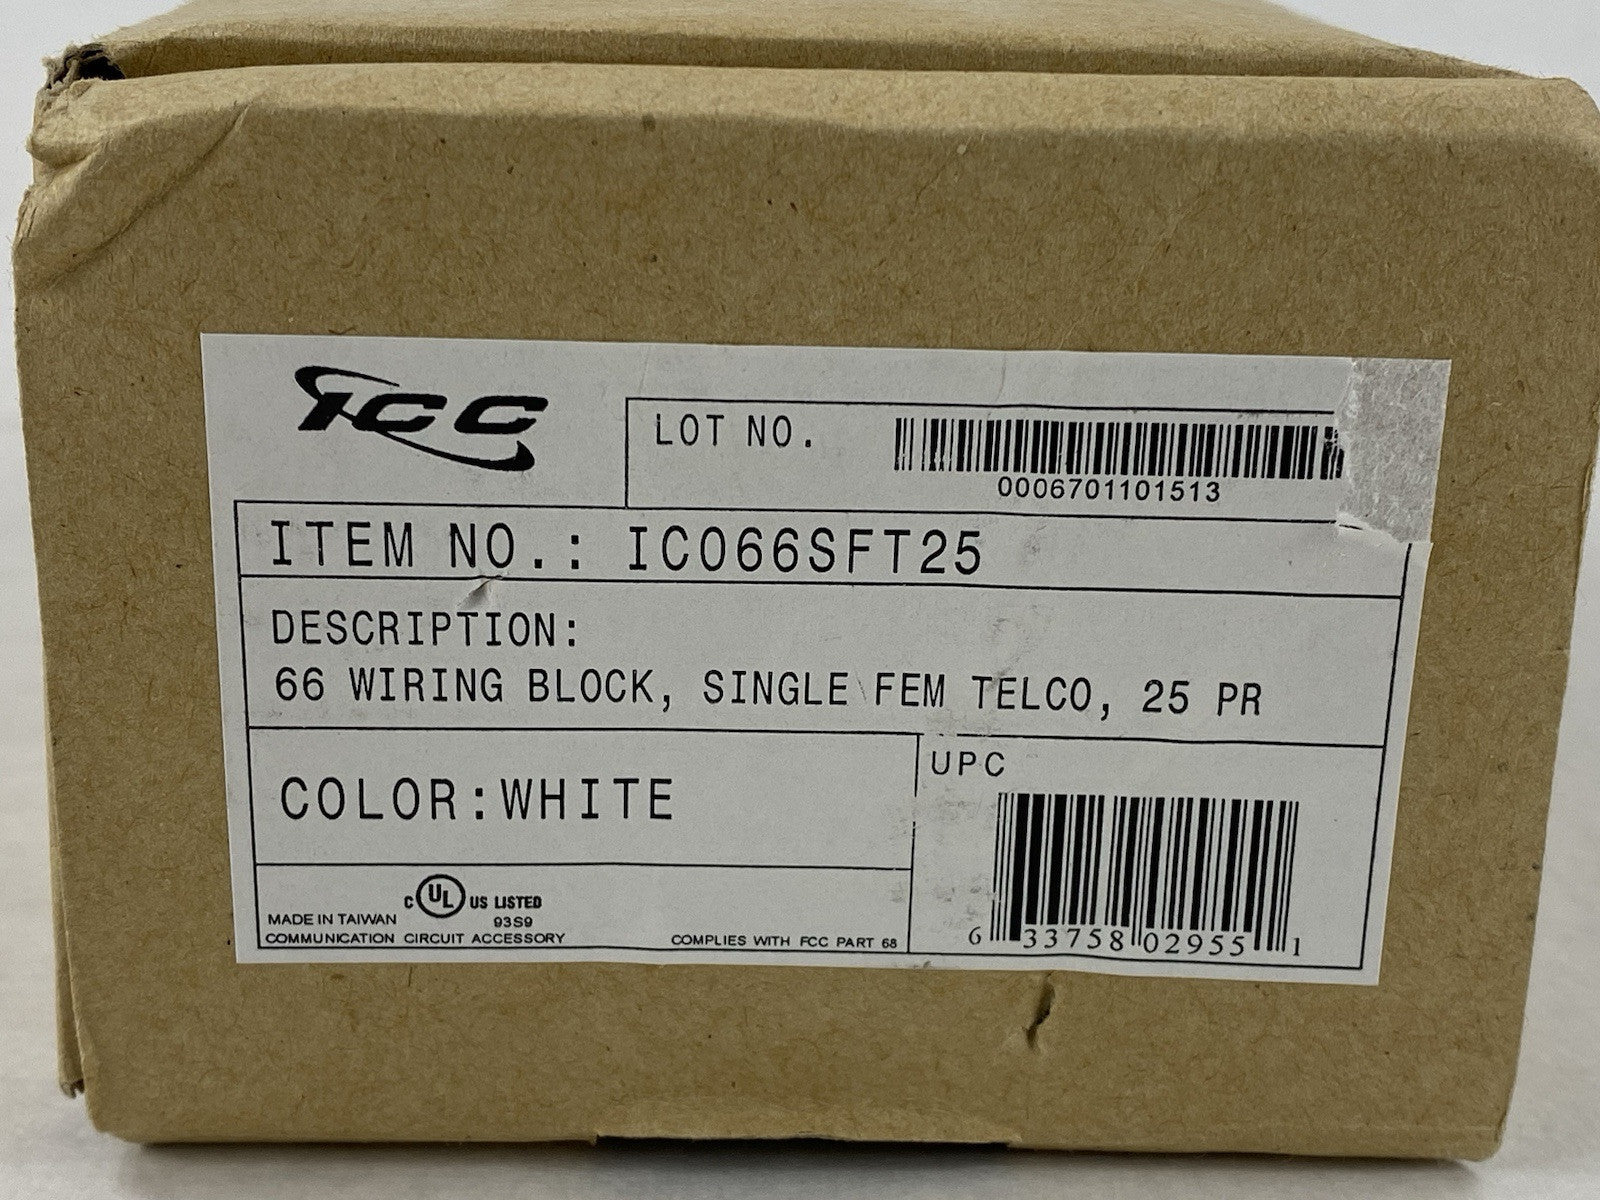 ICC
LOT NO.
0006701101513
ITEM NO.: IC066SFT25
DESCRIPTION:
66 WIRING BLOCK, SINGLE FEM TELCO, 25 PR
COLOR:WHITE
UPC
C UL US LISTED
MADE IN TAIWAN 93S9
COMMUNICATION CIRCUIT ACCESSORY COMPLIES WITH FCC PART 68
6 33758 02955 1